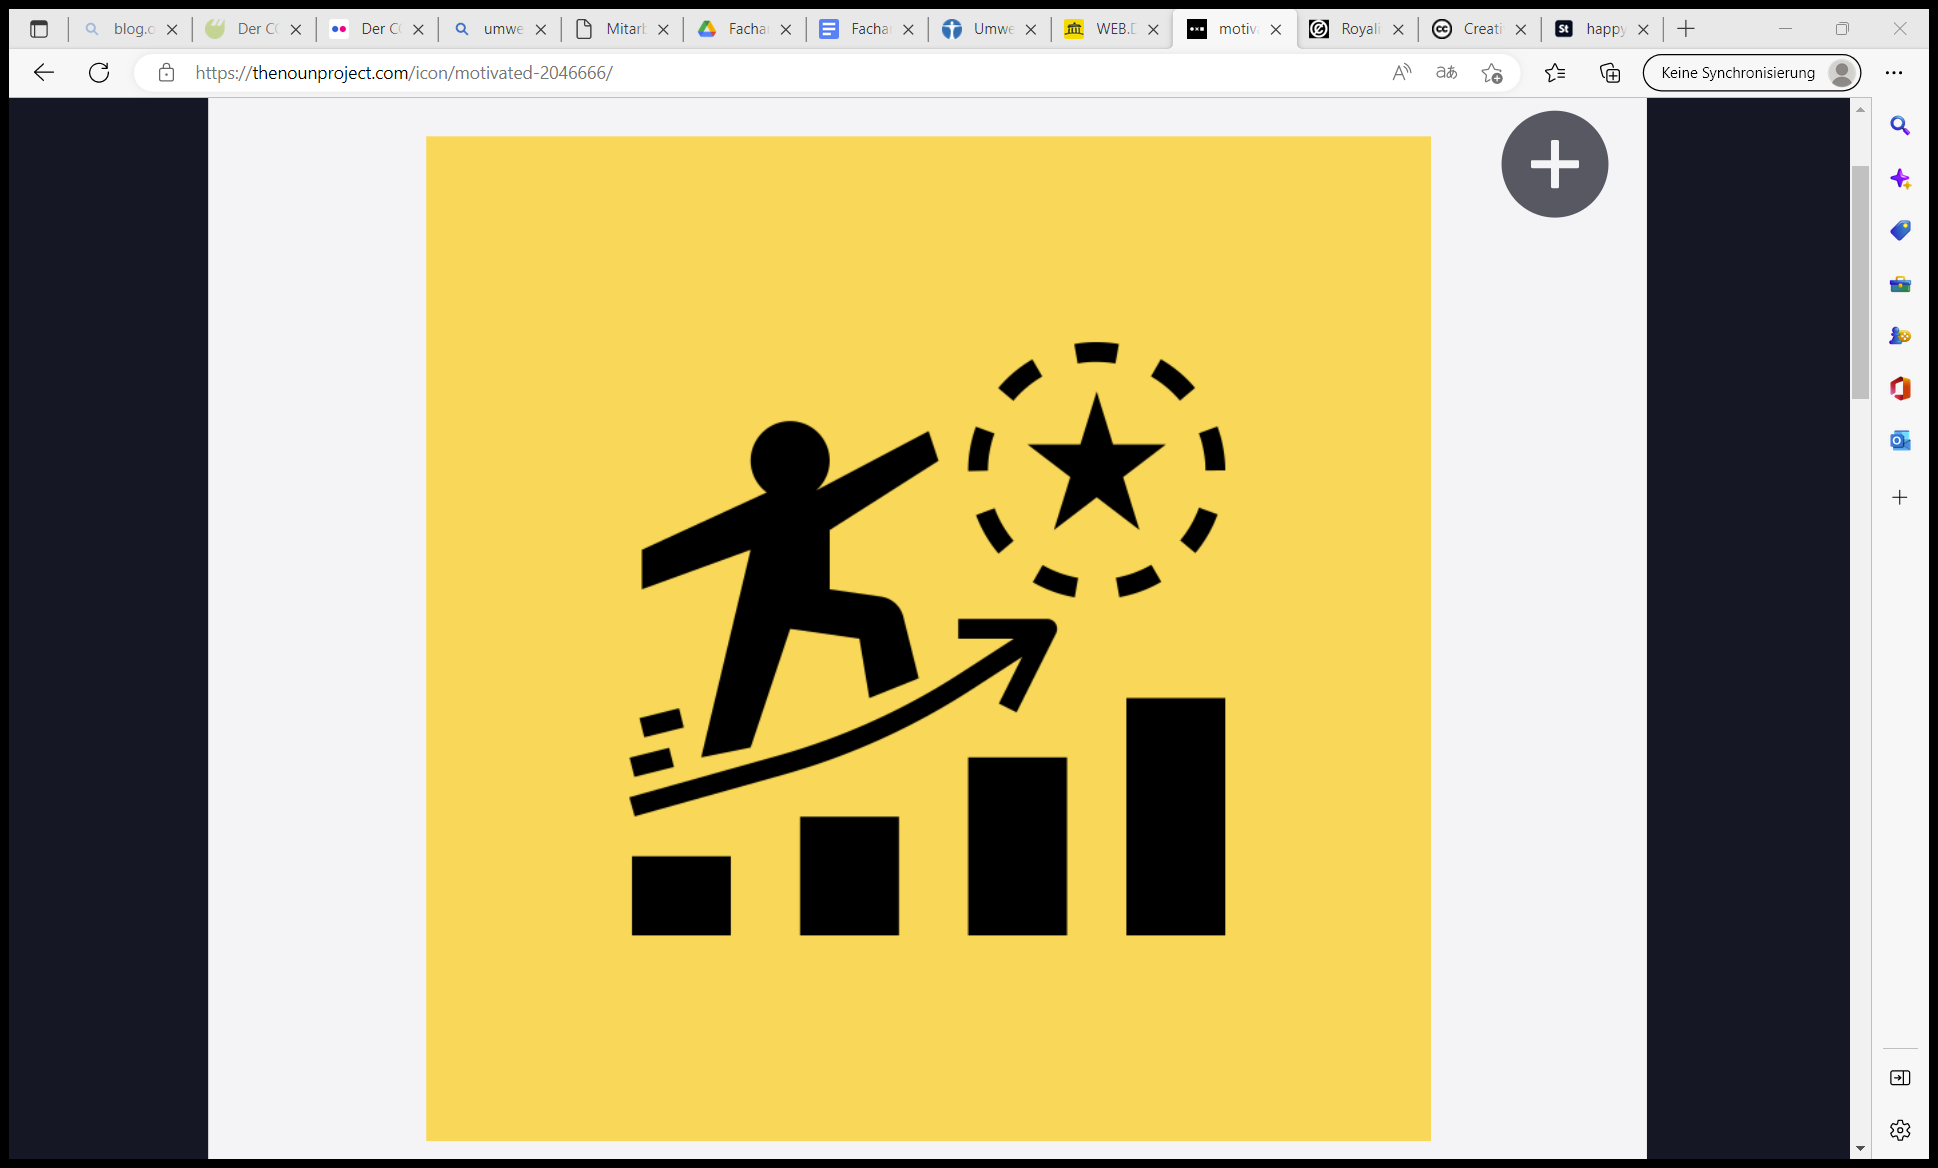 blog.o Der C Der C umwe Mitarb Facha Facha Umwe WEB.D motiv Royali Creati happy
https://thenounproject.com/icon/motivated-2046666/ Keine Synchronisierung